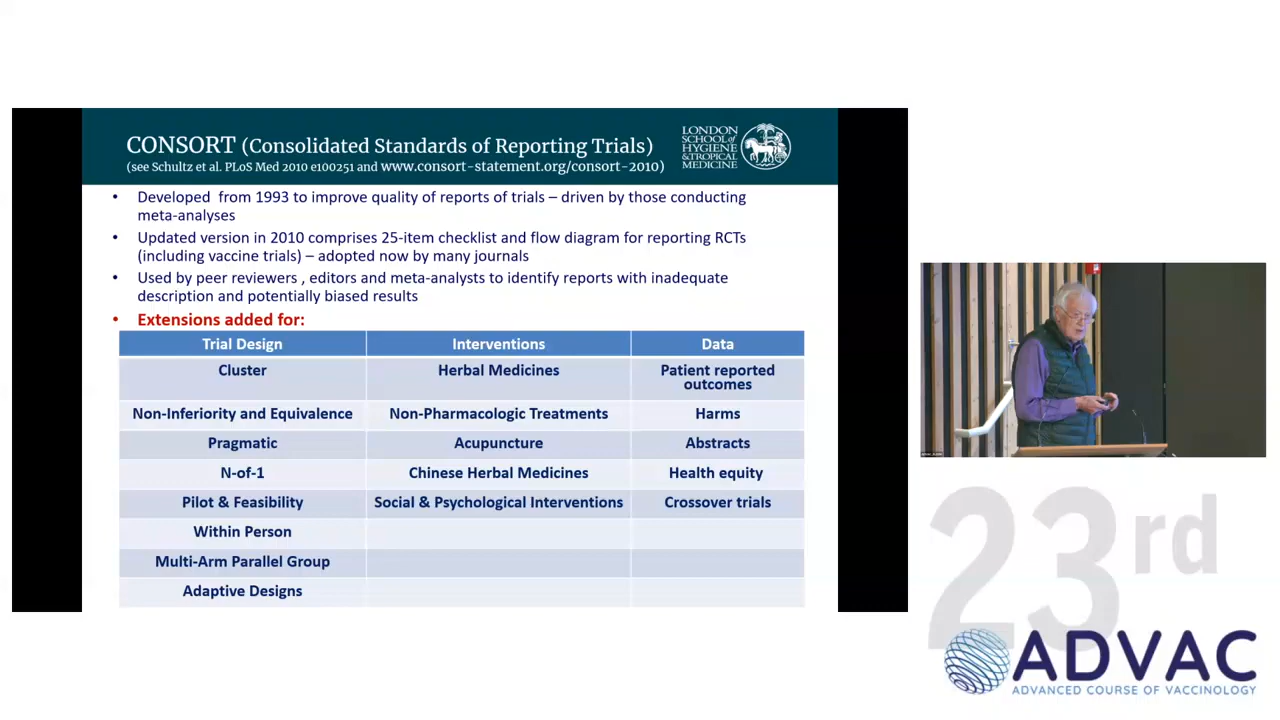 CONSORT (Consolidated Standards of Reporting Trials)
(see Schultz et al. PLoS Med 2010 e100251 and www.consort-statement.org/consort-2010)
LONDON
SCHOOL of
HYGIENE
& TROPICAL
MEDICINE
• Developed from 1993 to improve quality of reports of trials – driven by those conducting
meta-analyses
• Updated version in 2010 comprises 25-item checklist and flow diagram for reporting RCTs
(including vaccine trials) – adopted now by many journals
• Used by peer reviewers , editors and meta-analysts to identify reports with inadequate
description and potentially biased results
• Extensions added for:
Trial Design Interventions Data
Cluster Herbal Medicines Patient reported
outcomes
Non-Inferiority and Equivalence Non-Pharmacologic Treatments Harms
Pragmatic Acupuncture Abstracts
N-of-1 Chinese Herbal Medicines Health equity
Pilot & Feasibility Social & Psychological Interventions Crossover trials
Within Person
Multi-Arm Parallel Group
Adaptive Designs
23rd
ADVAC
ADVANCED COURSE OF VACCINOLOGY